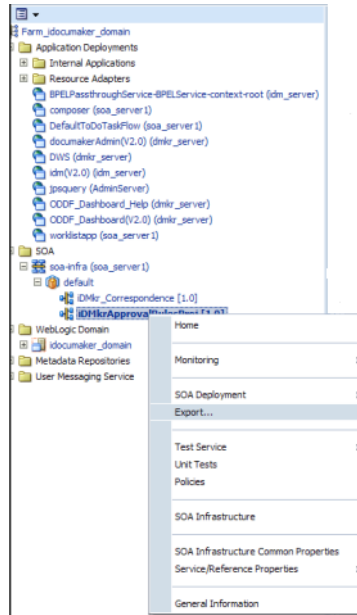 Farm_idocumaker_domain
Application Deployments
Internal Applications
Resource Adapters
BPELPassthroughService-BPELService-context-root (idm_server)
composer (soa_server1)
DefaultToDoTaskFlow (soa_server1)
documakerAdmin(V2.0) (dmkr_server)
DWS (dmkr_server)
idm(V2.0) (idm_server)
jpsquery (AdminServer)
ODDF_Dashboard_Help (dmkr_server)
ODDF_Dashboard(V2.0) (dmkr_server)
worklistapp (soa_server1)
SOA
soa-infra (soa_server1)
default
iDMkr_Correspondence [1.0]
iDMkrApprovalRulesProj [1.0]
WebLogic Domain
idocumaker_domain
Metadata Repositories
User Messaging Service
Home
Monitoring
SOA Deployment
Export...
Test Service
Unit Tests
Policies
SOA Infrastructure
SOA Infrastructure Common Properties
Service/Reference Properties
General Information